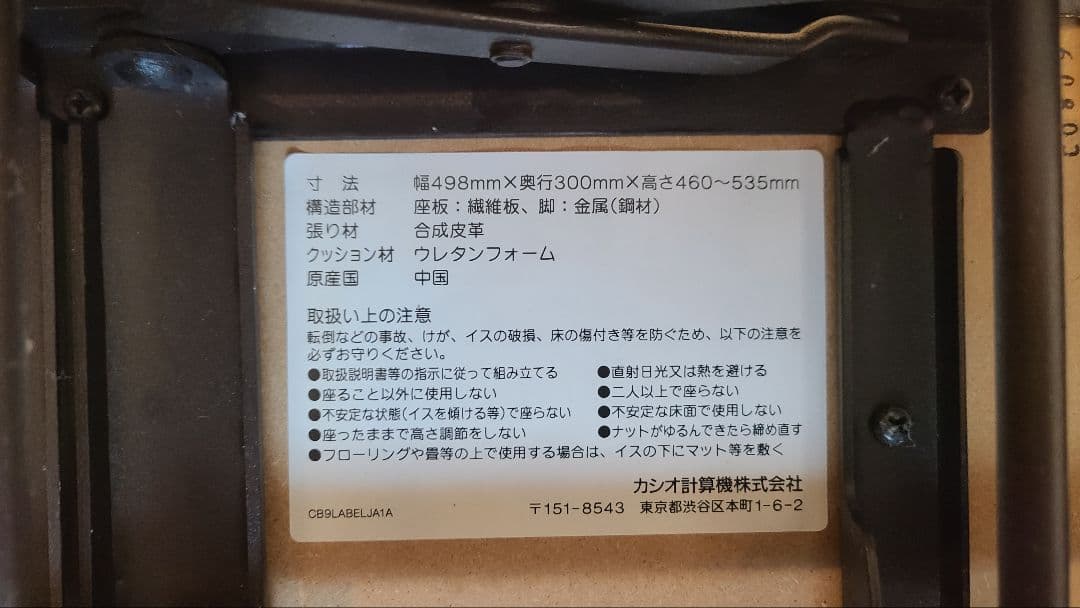 寸 法 幅498mm×奥行300mm×高さ460～535mm
構造部材 座板：繊維板、脚：金属(鋼材)
張り材 合成皮革
クッション材 ウレタンフォーム
原産国 中国
取扱い上の注意
転倒などの事故、けが、イスの破損、床の傷付き等を防ぐため、以下の注意を
必ずお守りください。
●取扱説明書等の指示に従って組み立てる
●座ること以外に使用しない
●不安定な状態(イスを傾ける等)で座らない
●座ったままで高さ調節をしない
●直射日光又は熱を避ける
●二人以上で座らない
●不安定な床面で使用しない
●ナットがゆるんできたら締め直す
●フローリングや畳等の上で使用する場合は、イスの下にマット等を敷く
カシオ計算機株式会社
CB9LABELJA1A 〒151-8543 東京都渋谷区本町1-6-2